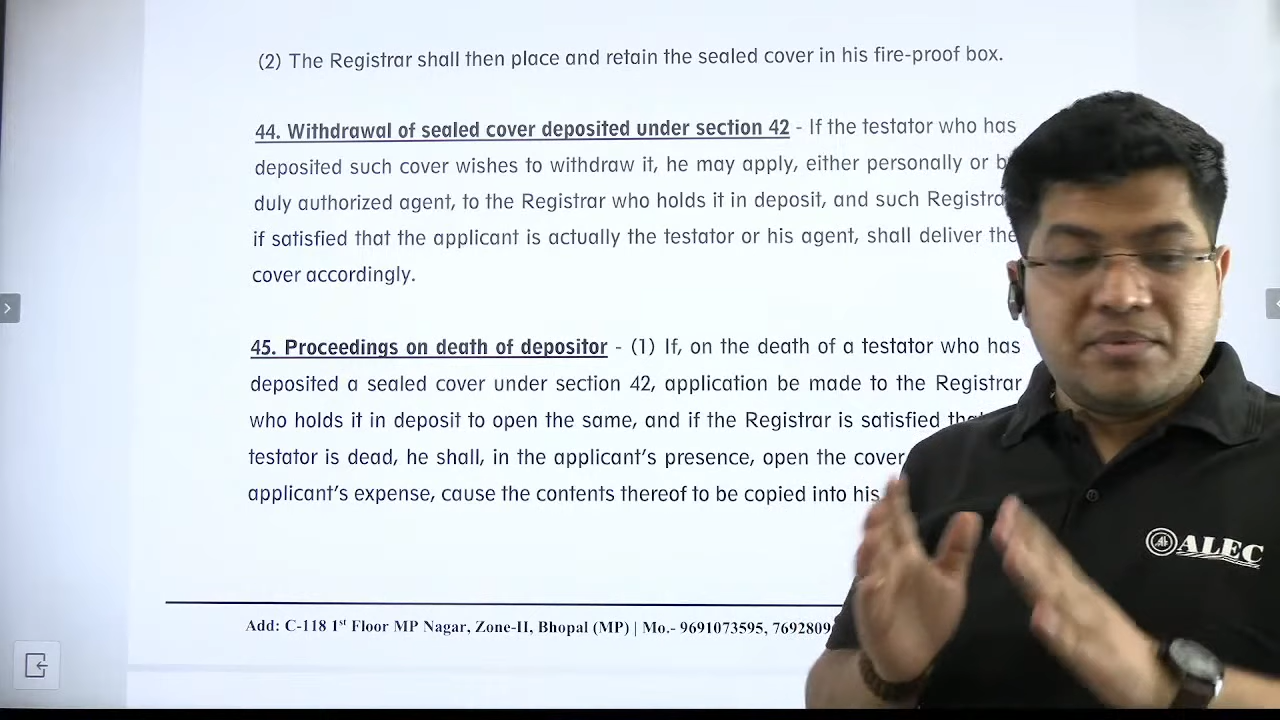 (2) The Registrar shall then place and retain the sealed cover in his fire-proof box.
44. Withdrawal of sealed cover deposited under section 42 - If the testator who has
deposited such cover wishes to withdraw it, he may apply, either personally or
duly authorized agent, to the Registrar who holds it in deposit, and such
if satisfied that the applicant is actually the testator or his agent, shall deliver the
cover accordingly.
45. Proceedings on death of depositor - (1) If, on the death of a testator who has
deposited a sealed cover under section 42, application be made to the Registrar
who holds it in deposit to open the same, and if the Registrar is satisfied
testator is dead, he shall, in the applicant's presence, open the cover
applicant's expense, cause the contents thereof to be copied into his
ALEC
Add: C-118 1st Floor MP Nagar, Zone-II, Bhopal (MP) | Mo.- 9691073595, 769280